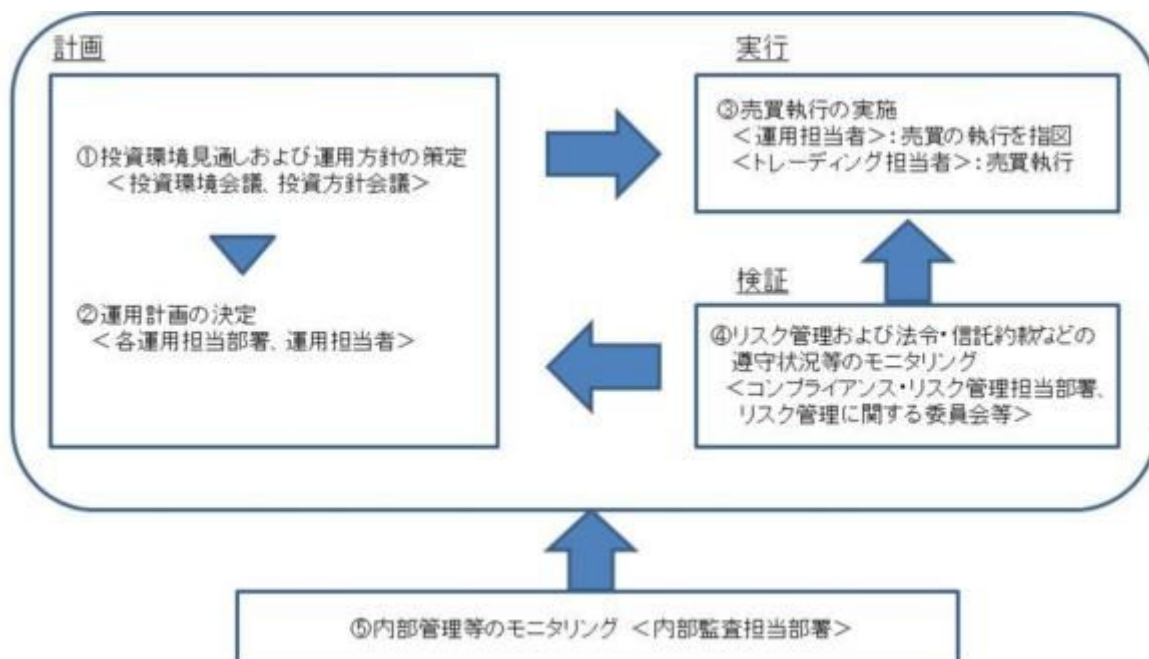 計画
①投資環境見通しおよび運用方針の策定
＜投資環境会議、投資方針会議＞
②運用計画の決定
＜各運用担当部署、運用担当者＞
実行
③売買執行の実施
＜運用担当者＞：売買の執行を指図
＜トレーディング担当者＞：売買執行
検証
④リスク管理および法令・信託約款などの
遵守状況等のモニタリング
＜コンプライアンス・リスク管理担当部署、
リスク管理に関する委員会等＞
⑤内部管理等のモニタリング ＜内部監査担当部署＞